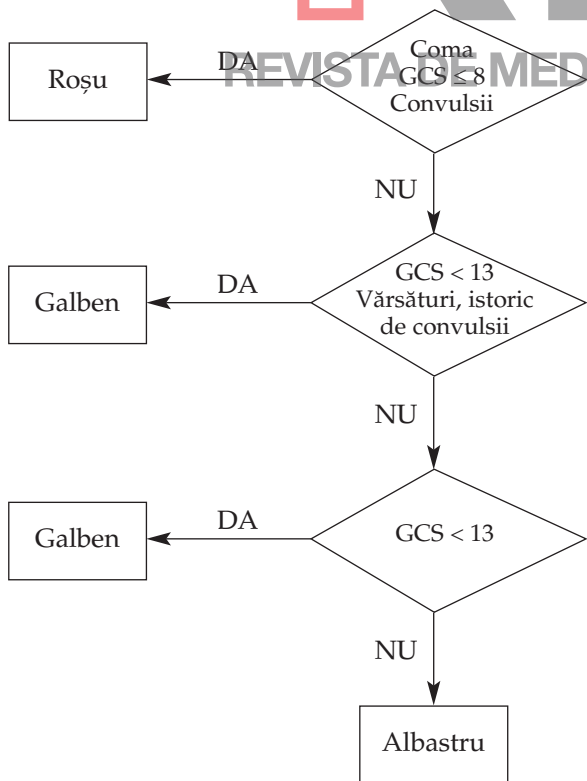 REVISTA DE MED
Coma
GCS ≤ 8
Convulsii
DA
Roșu
NU
GCS < 13
Vărsături, istoric
de convulsii
DA
Galben
NU
GCS < 13
DA
Galben
NU
Albastru